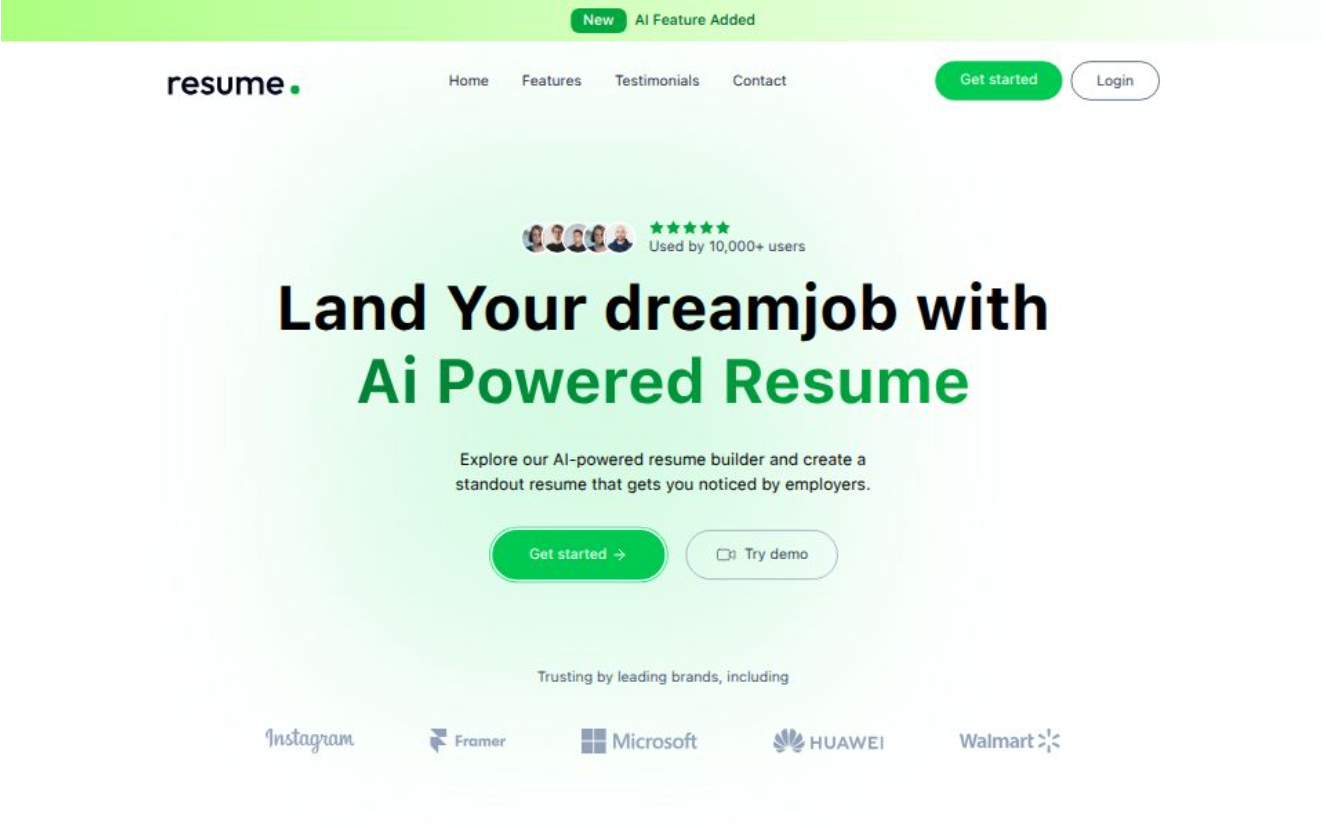 New AI Feature Added
resume.
Home Features Testimonials Contact
Get started Login
Used by 10,000+ users
Land Your dreamjob with
Ai Powered Resume
Explore our AI-powered resume builder and create a
standout resume that gets you noticed by employers.
Get started → Try demo
Trusting by leading brands, including
Instagram Framer Microsoft HUAWEI Walmart